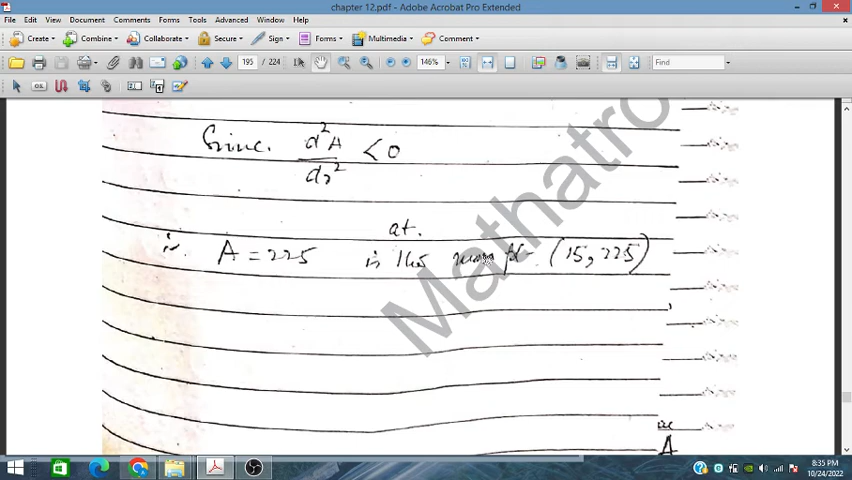 chapter 12.pdf - Adobe Acrobat Pro Extended
File Edit View Document Comments Forms Tools Advanced Window Help
Create Combine Collaborate Secure Sign Forms Multimedia Comment
195 / 224 146% Find
Since d²A/dr² < 0
at.
A = 225 is the max pt - (15, 225)
A
Mathatro
8:35 PM
10/24/2022